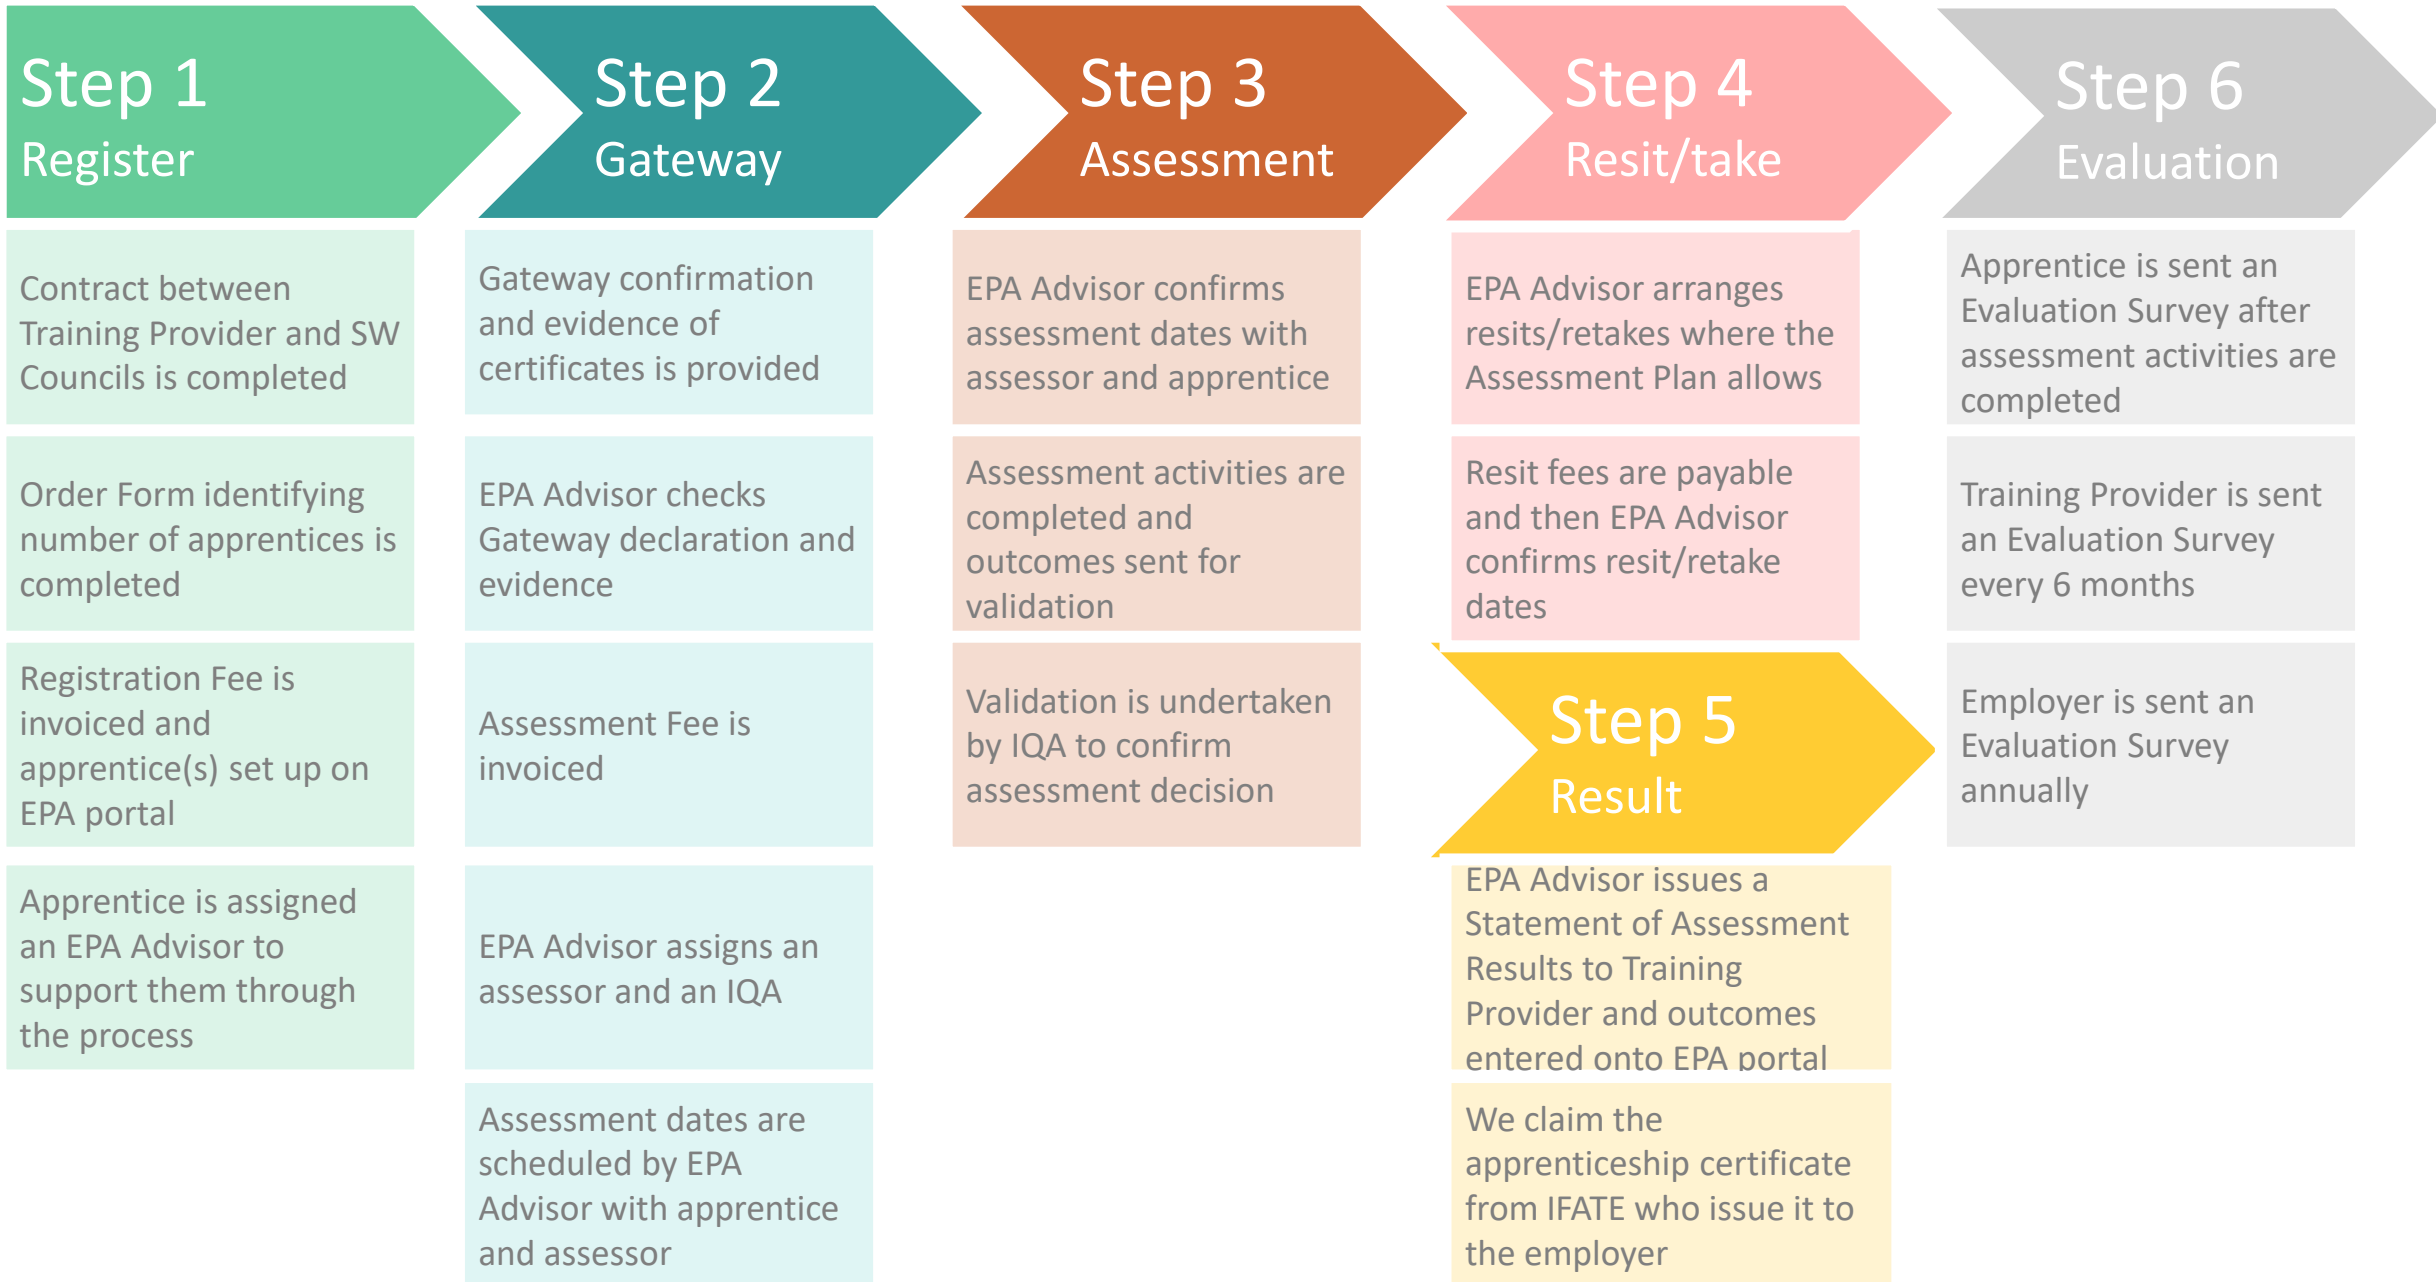 Step 1
Register
Contract between
Training Provider and SW
Councils is completed
Order Form identifying
number of apprentices is
completed
Registration Fee is
invoiced and
apprentice(s) set up on
EPA portal
Apprentice is assigned
an EPA Advisor to
support them through
the process
Step 2
Gateway
Gateway confirmation
and evidence of
certificates is provided
EPA Advisor checks
Gateway declaration and
evidence
Assessment Fee is
invoiced
EPA Advisor assigns an
assessor and an IQA
Assessment dates are
scheduled by EPA
Advisor with apprentice
and assessor
Step 3
Assessment
EPA Advisor confirms
assessment dates with
assessor and apprentice
Assessment activities are
completed and
outcomes sent for
validation
Validation is undertaken
by IQA to confirm
assessment decision
Step 4
Resit/take
EPA Advisor arranges
resits/retakes where the
Assessment Plan allows
Resit fees are payable
and then EPA Advisor
confirms resit/retake
dates
Step 5
Result
EPA Advisor issues a
Statement of Assessment
Results to Training
Provider and outcomes
entered onto EPA portal
We claim the
apprenticeship certificate
from IFATE who issue it to
the employer
Step 6
Evaluation
Apprentice is sent an
Evaluation Survey after
assessment activities are
completed
Training Provider is sent
an Evaluation Survey
every 6 months
Employer is sent an
Evaluation Survey
annually